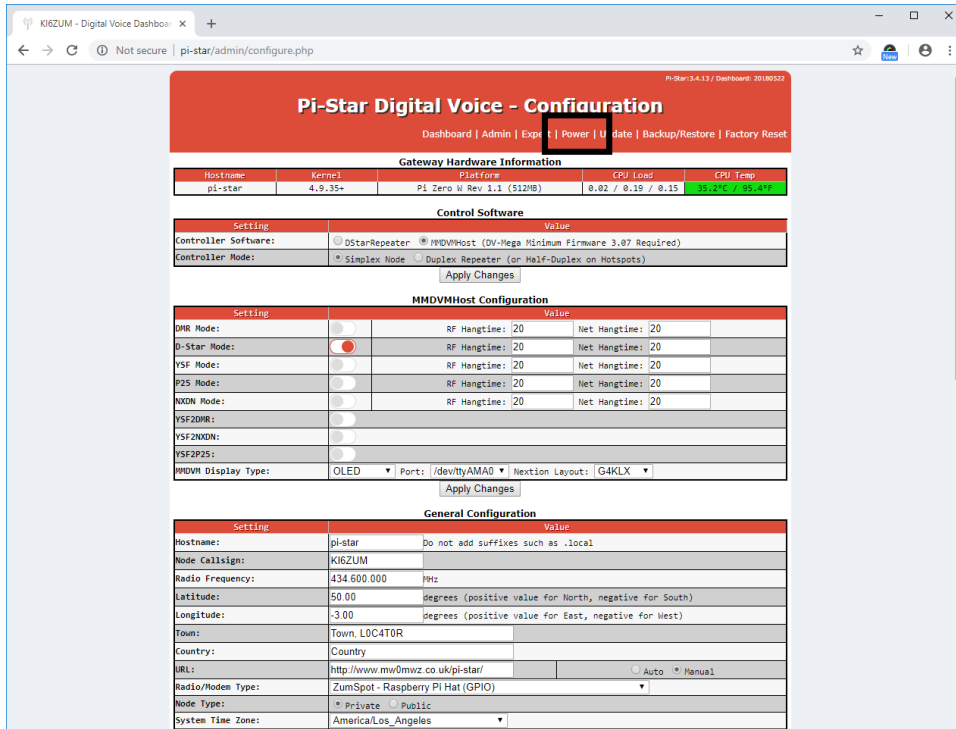 KI6ZUM - Digital Voice Dashboa
Not secure | pi-star/admin/configure.php
New
Pi-Star:3.4.13 / Dashboard: 20180522
Pi-Star Digital Voice - Configuration
Dashboard | Admin | Expert | Power | Update | Backup/Restore | Factory Reset
Gateway Hardware Information
Hostname Kernel Platform CPU Load CPU Temp
pi-star 4.9.35+ Pi Zero W Rev 1.1 (512MB) 0.02 / 0.19 / 0.15 35.2°C / 95.4°F
Control Software
Setting Value
Controller Software: DStarRepeater MMDVMHost (DV-Mega Minimum Firmware 3.07 Required)
Controller Mode: Simplex Node Duplex Repeater (or Half-Duplex on Hotspots)
Apply Changes
MMDVMHost Configuration
Setting Value
DMR Mode: RF Hangtime: 20 Net Hangtime: 20
D-Star Mode: RF Hangtime: 20 Net Hangtime: 20
YSF Mode: RF Hangtime: 20 Net Hangtime: 20
P25 Mode: RF Hangtime: 20 Net Hangtime: 20
NXDN Mode: RF Hangtime: 20 Net Hangtime: 20
YSF2DMR:
YSF2NXDN:
YSF2P25:
MMDVM Display Type: OLED Port: /dev/ttyAMA0 Nextion Layout: G4KLX
Apply Changes
General Configuration
Setting Value
Hostname: pi-star Do not add suffixes such as .local
Node Callsign: KI6ZUM
Radio Frequency: 434.600.000 MHz
Latitude: 50.00 degrees (positive value for North, negative for South)
Longitude: -3.00 degrees (positive value for East, negative for West)
Town: Town, L0C4T0R
Country: Country
URL: http://www.mw0mwz.co.uk/pi-star/ Auto Manual
Radio/Modem Type: ZumSpot - Raspberry Pi Hat (GPIO)
Node Type: Private Public
System Time Zone: America/Los_Angeles